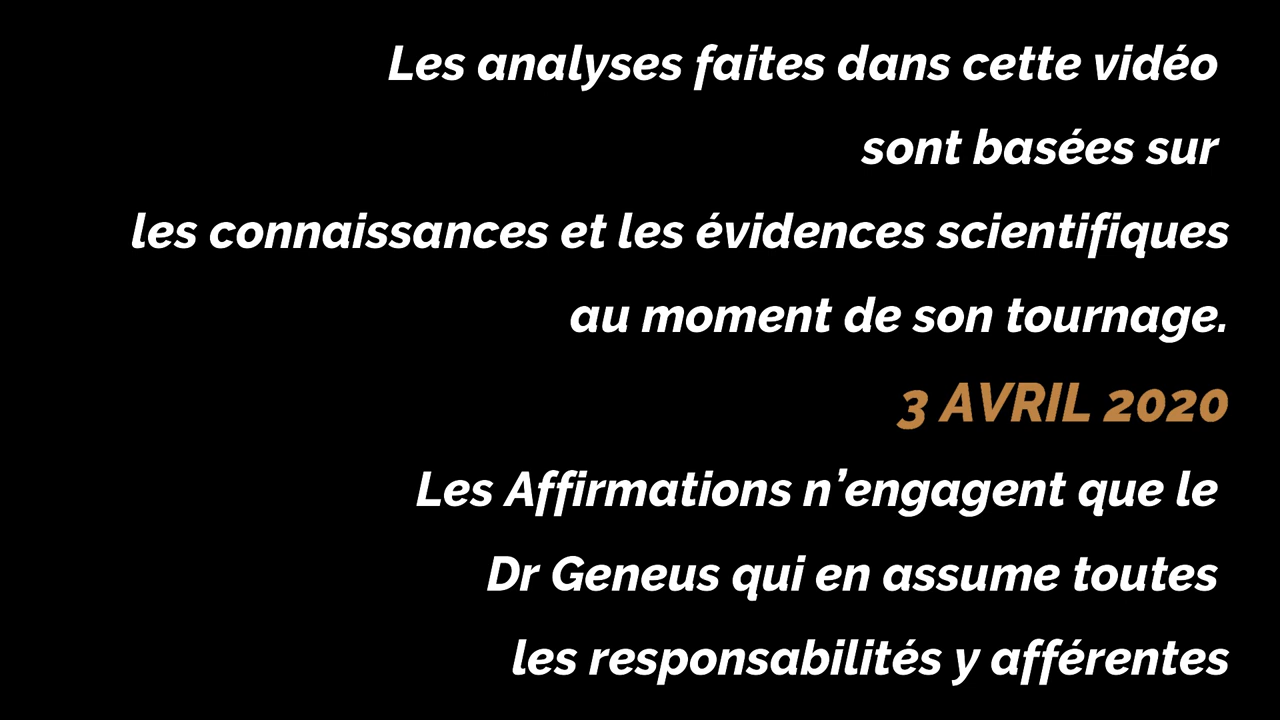 Les analyses faites dans cette vidéo
sont basées sur
les connaissances et les évidences scientifiques
au moment de son tournage.
3 AVRIL 2020
Les Affirmations n’engagent que le
Dr Geneus qui en assume toutes
les responsabilités y afférentes